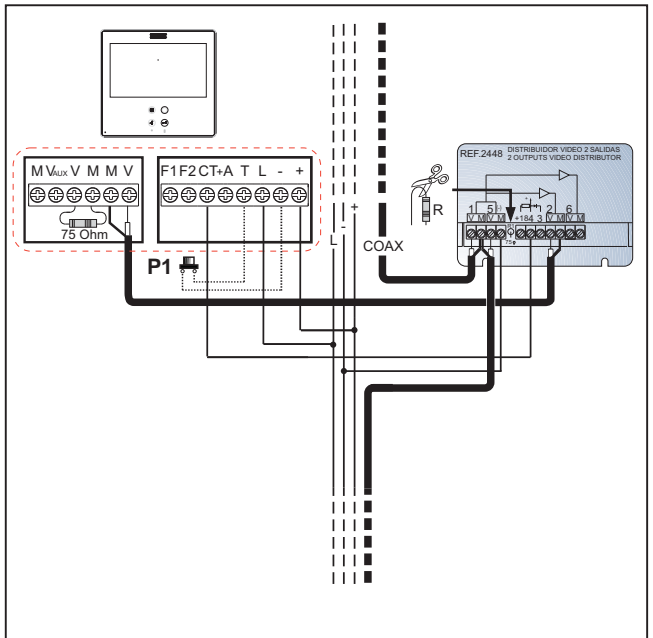 REF.2448 DISTRIBUIDOR VIDEO 2 SALIDAS
2 OUTPUTS VIDEO DISTRIBUTOR
M VAUX V M M V
F1 F2 CT +A T L - +
75 Ohm
P1
+
-
L
COAX
R
1 5 (-) 2 6
V M V M +18 4 3 V M V M
75